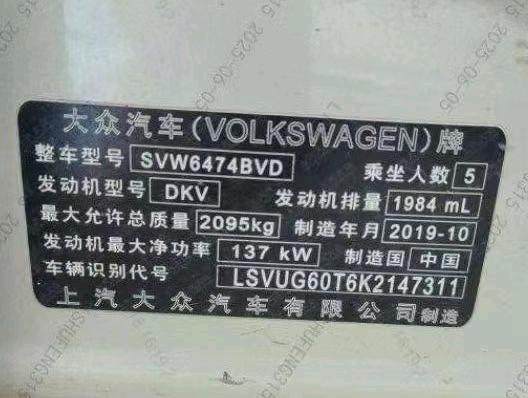 大众汽车(VOLKSWAGEN)牌
整车型号 SVW6474BVD 乘坐人数 5
发动机型号 DKV 发动机排量 1984 mL
最大允许总质量 2095kg 制造年月 2019-10
发动机最大净功率 137 kW 制造国 中国
车辆识别代号 LSVUG60T6K2147311
上汽大众汽车有限公司制造